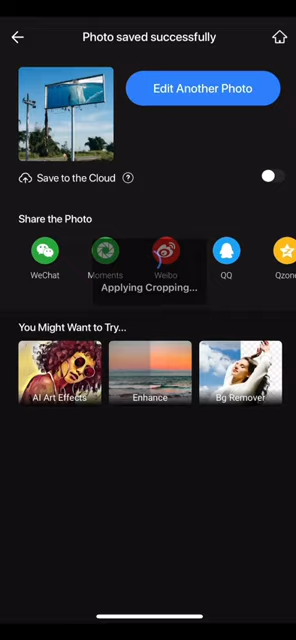 Photo saved successfully
Edit Another Photo
Save to the Cloud ?
Share the Photo
WeChat
Moments
Weibo
QQ
Qzon
Applying Cropping...
You Might Want to Try...
AI Art Effects
Enhance
Bg Remover